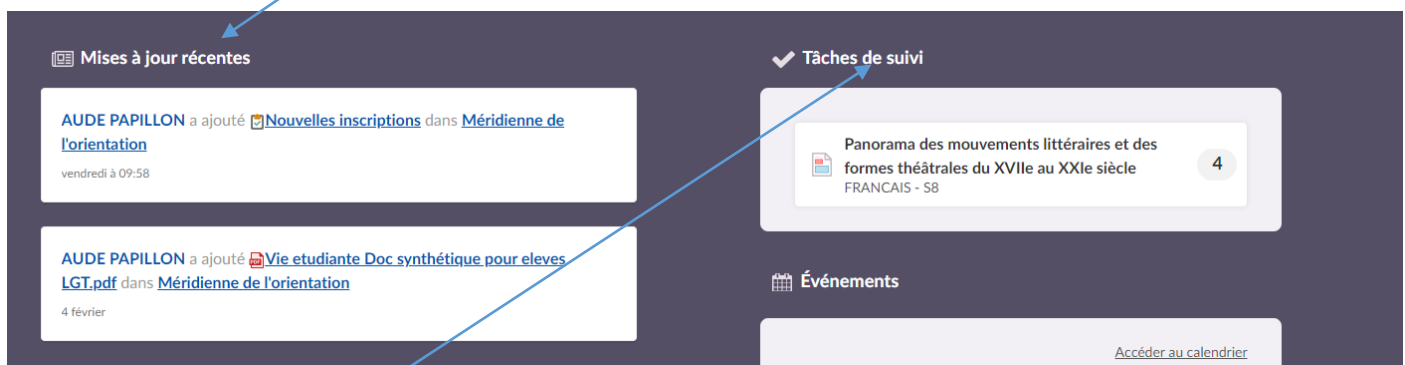 Mises à jour récentes
AUDE PAPILLON a ajouté Nouvelles inscriptions dans Méridienne de
l'orientation
vendredi à 09:58
AUDE PAPILLON a ajouté Vie etudiante Doc synthétique pour eleves
LGT.pdf dans Méridienne de l'orientation
4 février
Tâches de suivi
Panorama des mouvements littéraires et des
formes théâtrales du XVIIe au XXIe siècle
FRANCAIS - S8
4
Événements
Accéder au calendrier